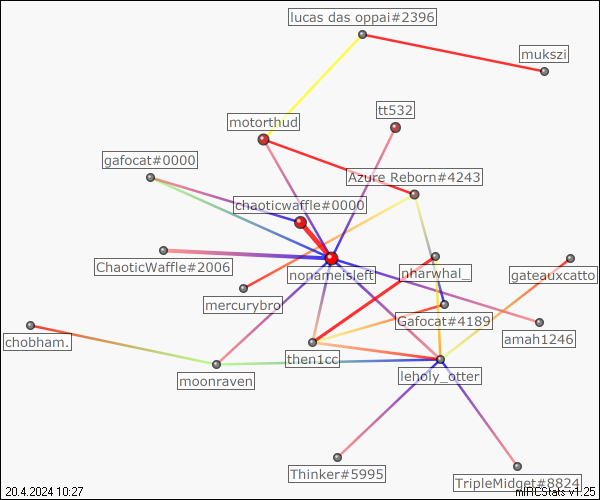 lucas das oppai#2396
mukszi
tt532
motorthud
gafocat#0000
Azure Reborn#4243
chaoticwaffle#0000
ChaoticWaffle#2006
nonameisleft
nharwhal_
gateauxcatto
mercurybro
Gafocat#4189
chobham.
amah1246
then1cc
moonraven
leholy_otter
Thinker#5995
TripleMidget#8824
20.4.2024 10:27
mIRCStats v1.25